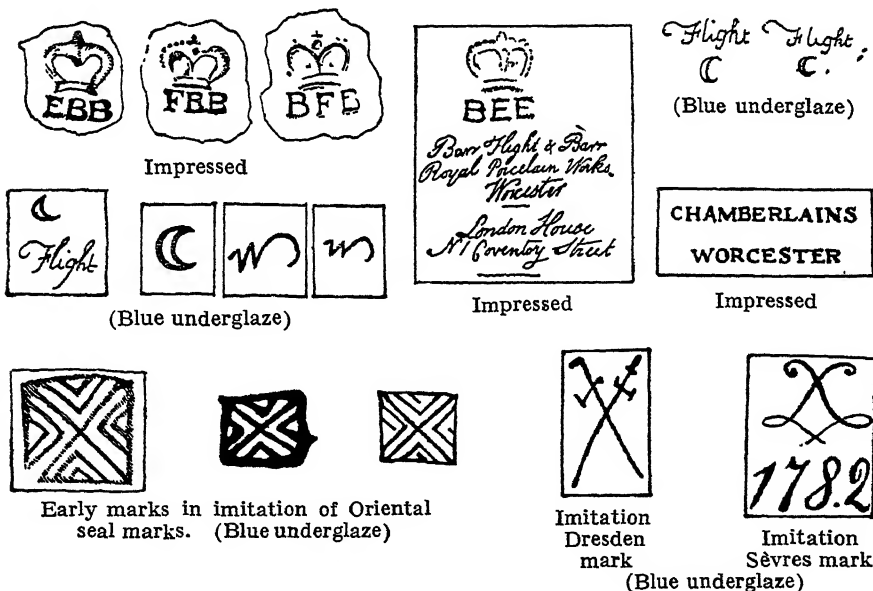 EBB
FBB
BFB
Impressed
BEE
Barr Flight & Barr
Royal Porcelain Works
Worcester
London House
N1 Coventry Street
Impressed
Flight
Flight
(Blue underglaze)
CHAMBERLAINS
WORCESTER
Impressed
Flight
(Blue underglaze)
Early marks in imitation of Oriental
seal marks. (Blue underglaze)
Imitation
Dresden
mark
1782
Imitation
Sèvres mark
(Blue underglaze)